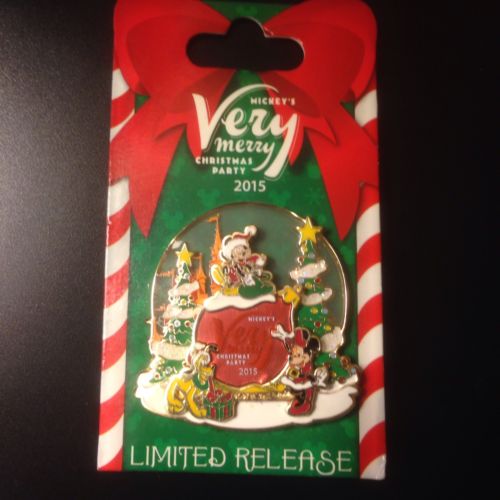 MICKEY'S
Very
merry
CHRISTMAS
PARTY
2015
MICKEY'S
Very
merry
CHRISTMAS
PARTY
2015
LIMITED RELEASE